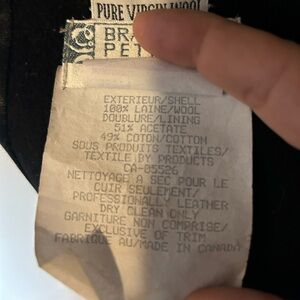 PURE VIRGIN WOOL
BRA
PET
EXTERIEUR/SHELL
100% LAINE/WOOL
DOUBLURE/LINING
51% ACETATE
49% COTON/COTTON
SOUS PRODUITS TEXTILES/
TEXTILE BY PRODUCTS
CA-05526
NETTOYAGE A SEC POUR LE
CUIR SEULEMENT/
PROFESSIONALLY LEATHER
DRY CLEAN ONLY
GARNITURE NON COMPRISE/
EXCLUSIVE OF TRIM
FABRIQUE AU/MADE IN CANADA